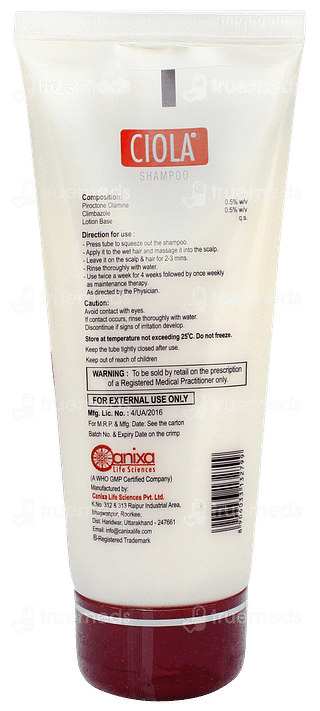 CIOLA®
SHAMPOO
Composition:
Piroctone Olamine 0.5% w/v
Climbazole 0.5% w/v
Lotion Base q.s.
Direction for use :
- Press tube to squeeze out the shampoo.
- Apply it to the wet hair and massage it into the scalp.
- Leave it on the scalp & hair for 2-3 mins.
- Rinse thoroughly with water.
- Use twice a week for 4 weeks followed by once weekly
as maintenance therapy.
As directed by the Physician.
Caution:
Avoid contact with eyes.
If contact occurs, rinse thoroughly with water.
Discontinue if signs of irritation develop.
Store at temperature not exceeding 25°C. Do not freeze.
Keep the tube tightly closed after use.
Keep out of reach of children
WARNING : To be sold by retail on the prescription
of a Registered Medical Practitioner only.
FOR EXTERNAL USE ONLY
Mfg. Lic. No. : 4/UA/2016
For M.R.P. & Mfg. Date: See the carton
Batch No. & Expiry Date on the crimp
Canixa
Life Sciences
(A WHO GMP Certified Company)
Manufactured by:
Canixa Life Sciences Pvt. Ltd.
K.No. 312 & 313 Raipur Industrial Area,
Bhagwanpur, Roorkee,
Dist. Haridwar, Uttarakhand - 247661
Email: info@canixalife.com
®-Registered Trademark
truemeds